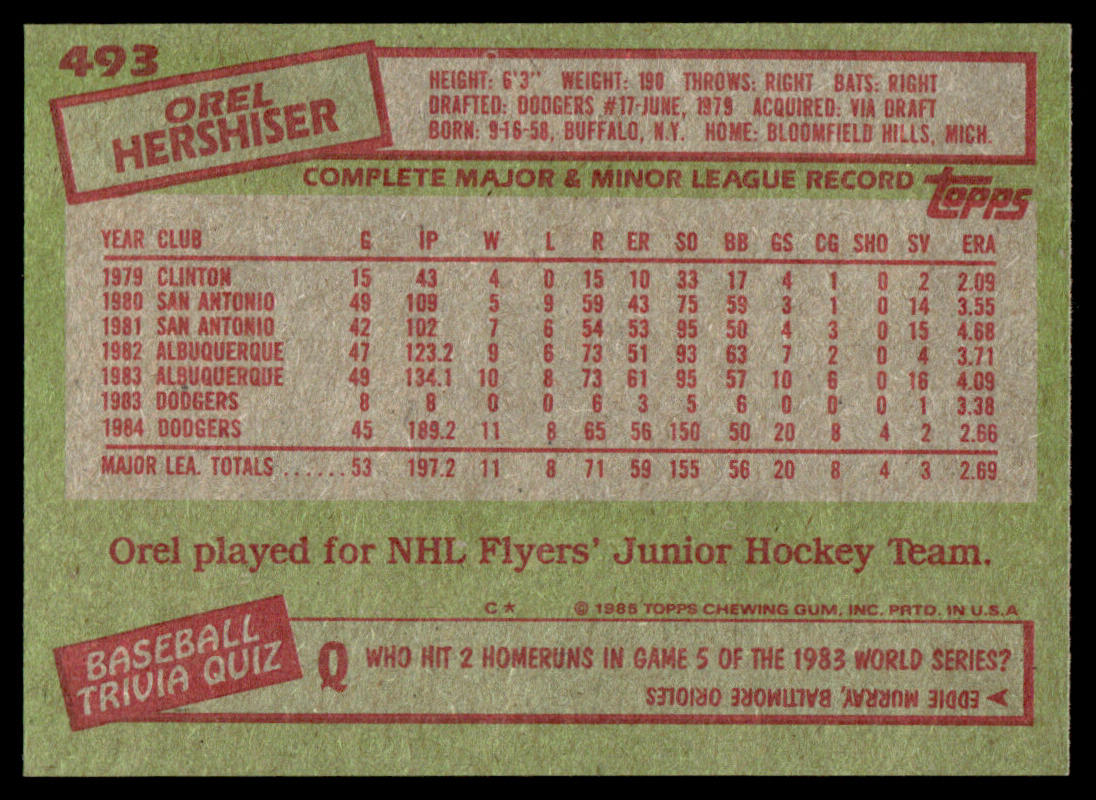 493
OREL
HERSHISER
HEIGHT: 6'3" WEIGHT: 190 THROWS: RIGHT BATS: RIGHT
DRAFTED: DODGERS #17-JUNE, 1979 ACQUIRED: VIA DRAFT
BORN: 9-16-58, BUFFALO, N.Y. HOME: BLOOMFIELD HILLS, MICH.
COMPLETE MAJOR & MINOR LEAGUE RECORD topps
YEAR CLUB G IP W L R ER SO BB GS CG SHO SV ERA
1979 CLINTON 15 43 4 0 15 10 33 17 4 1 0 2 2.09
1980 SAN ANTONIO 49 109 5 9 59 43 75 59 3 1 0 14 3.55
1981 SAN ANTONIO 42 102 7 6 54 53 95 50 4 3 0 15 4.68
1982 ALBUQUERQUE 47 123.2 9 6 73 51 93 63 7 2 0 4 3.71
1983 ALBUQUERQUE 49 134.1 10 8 73 61 95 57 10 6 0 16 4.09
1983 DODGERS 8 8 0 0 6 3 5 6 0 0 0 1 3.38
1984 DODGERS 45 189.2 11 8 65 56 150 50 20 8 4 2 2.66
MAJOR LEA. TOTALS ...... 53 197.2 11 8 71 59 155 56 20 8 4 3 2.69
Orel played for NHL Flyers' Junior Hockey Team.
C* © 1985 TOPPS CHEWING GUM, INC. PRTD. IN U.S.A
BASEBALL
TRIVIA QUIZ
Q WHO HIT 2 HOMERUNS IN GAME 5 OF THE 1983 WORLD SERIES?
EDDIE MURRAY, BALTIMORE ORIOLES